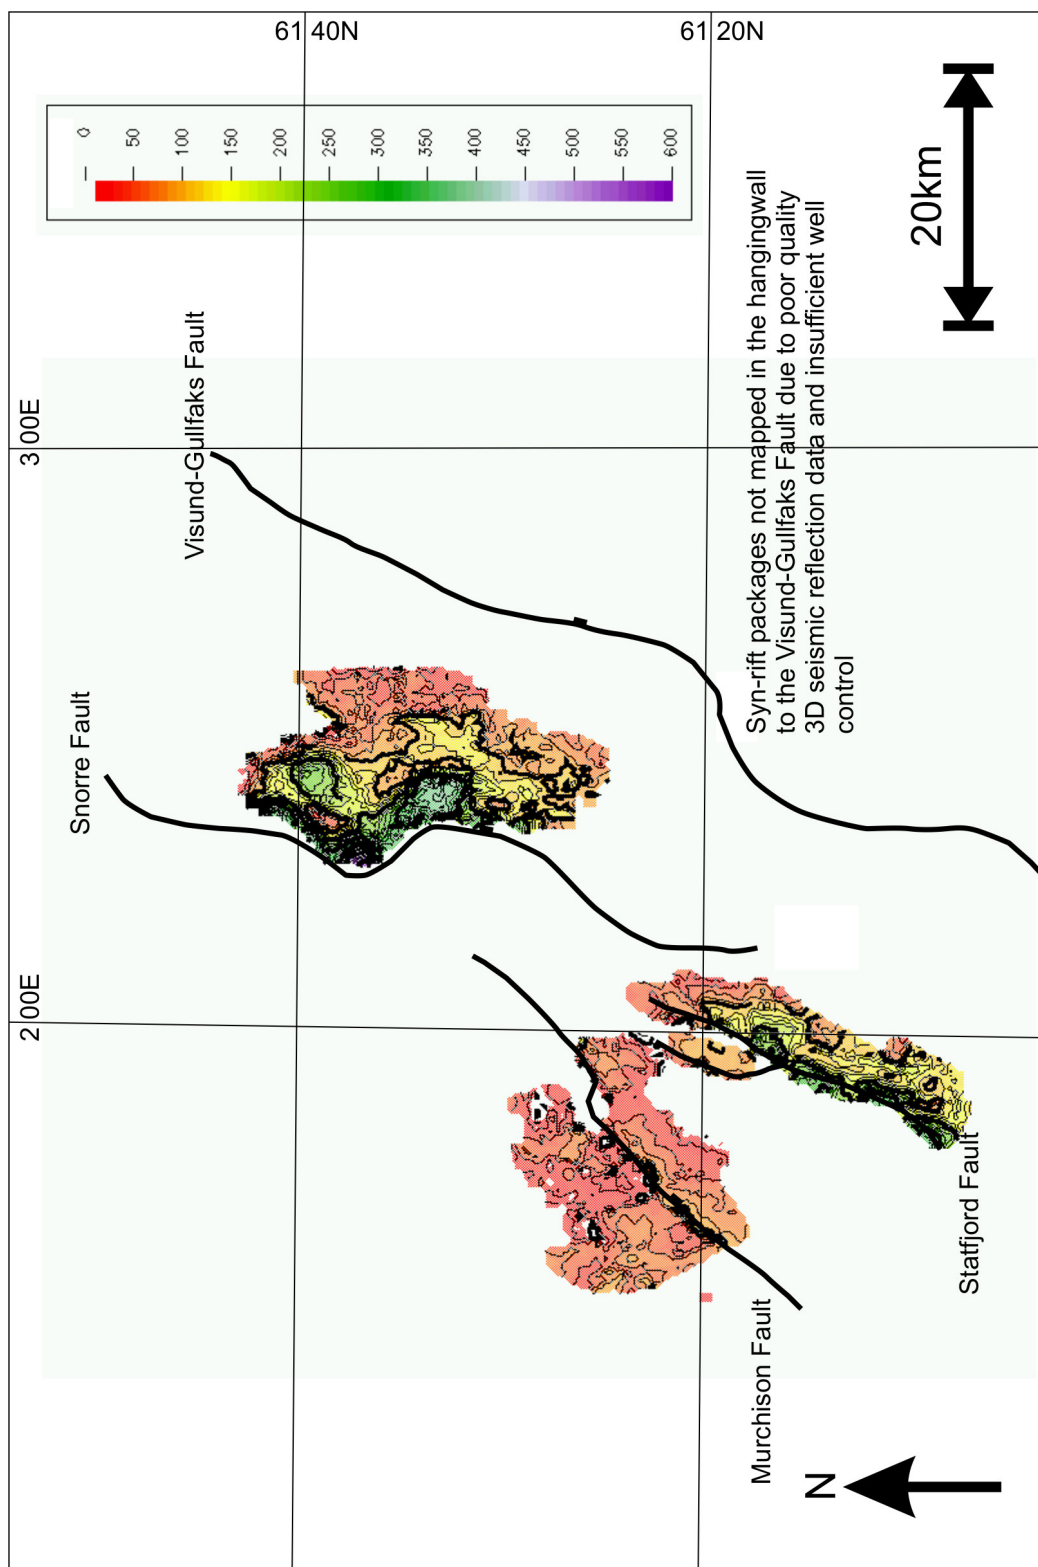 61 40N
61 20N
0
50
100
150
200
250
300
350
400
450
500
550
600
20km
Syn-rift packages not mapped in the hangingwall
to the Visund-Gullfaks Fault due to poor quality
3D seismic reflection data and insufficient well
control
Visund-Gullfaks Fault
3 00E
Snorre Fault
2 00E
Statfjord Fault
Murchison Fault
N